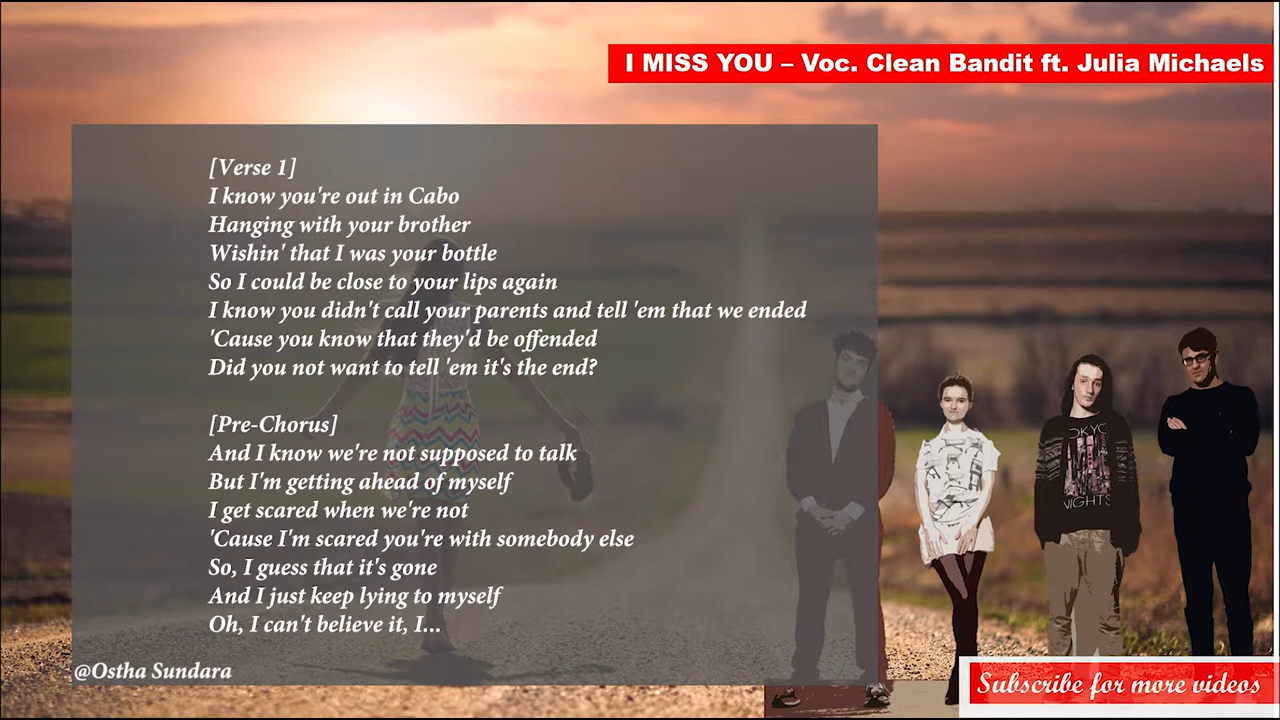 I MISS YOU – Voc. Clean Bandit ft. Julia Michaels
[Verse 1]
I know you're out in Cabo
Hanging with your brother
Wishin' that I was your bottle
So I could be close to your lips again
I know you didn't call your parents and tell 'em that we ended
'Cause you know that they'd be offended
Did you not want to tell 'em it's the end?
[Pre-Chorus]
And I know we're not supposed to talk
But I'm getting ahead of myself
I get scared when we're not
'Cause I'm scared you're with somebody else
So, I guess that it's gone
And I just keep lying to myself
Oh, I can't believe it, I...
OKYO
NIGHTS
@Ostha Sundara
Subscribe for more videos